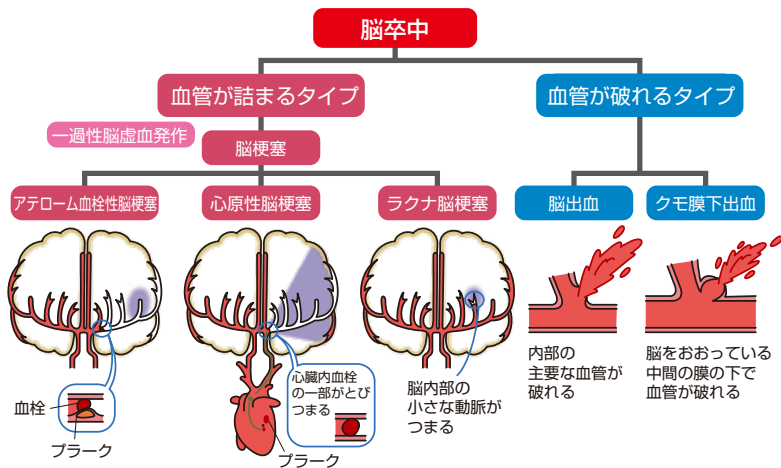 脳卒中
血管が詰まるタイプ
血管が破れるタイプ
一過性脳虚血発作
脳梗塞
アテローム血栓性脳梗塞
心原性脳梗塞
ラクナ脳梗塞
脳出血
クモ膜下出血
血栓
プラーク
心臓内血栓
の一部がとび
つまる
プラーク
脳内部の
小さな動脈が
つまる
内部の
主要な血管が
破れる
脳をおおっている
中間の膜の下で
血管が破れる